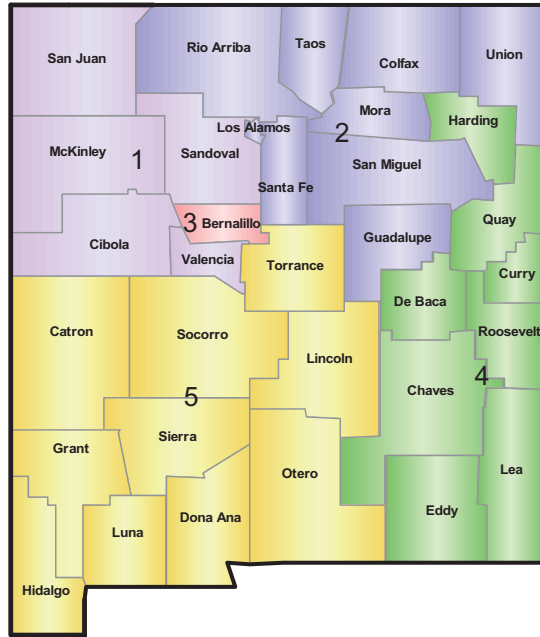 Taos
San Juan
Rio Arriba
Union
Colfax
Mora
Harding
Los Alamos
2
McKinley
1
Sandoval
San Miguel
Santa Fe
Quay
3
Bernalillo
Guadalupe
Cibola
Valencia
Torrance
Curry
De Baca
Catron
Socorro
Roosevelt
Lincoln
Chaves
4
5
Sierra
Grant
Otero
Lea
Eddy
Dona Ana
Luna
Hidalgo